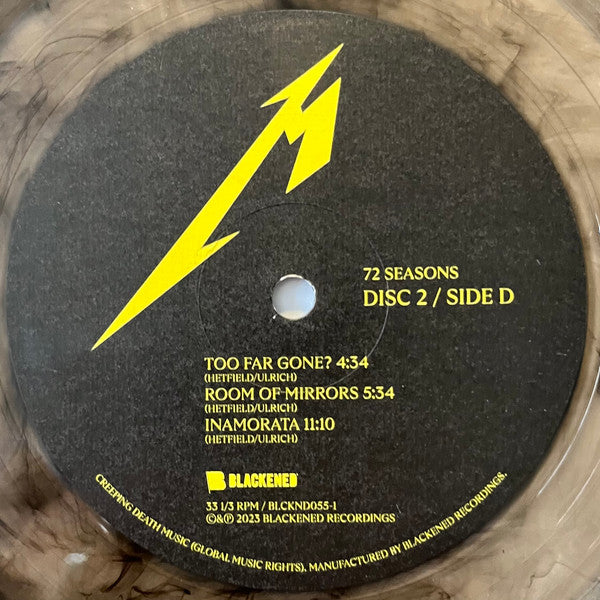 72 SEASONS
DISC 2 / SIDE D
TOO FAR GONE? 4:34
(HETFIELD/ULRICH)
ROOM OF MIRRORS 5:34
(HETFIELD/ULRICH)
INAMORATA 11:10
(HETFIELD/ULRICH)
BLACKENED
33 1/3 RPM / BLCKND055-1
©&℗ 2023 BLACKENED RECORDINGS
CREEPING DEATH MUSIC (GLOBAL MUSIC RIGHTS). MANUFACTURED BY BLACKENED RECORDINGS.